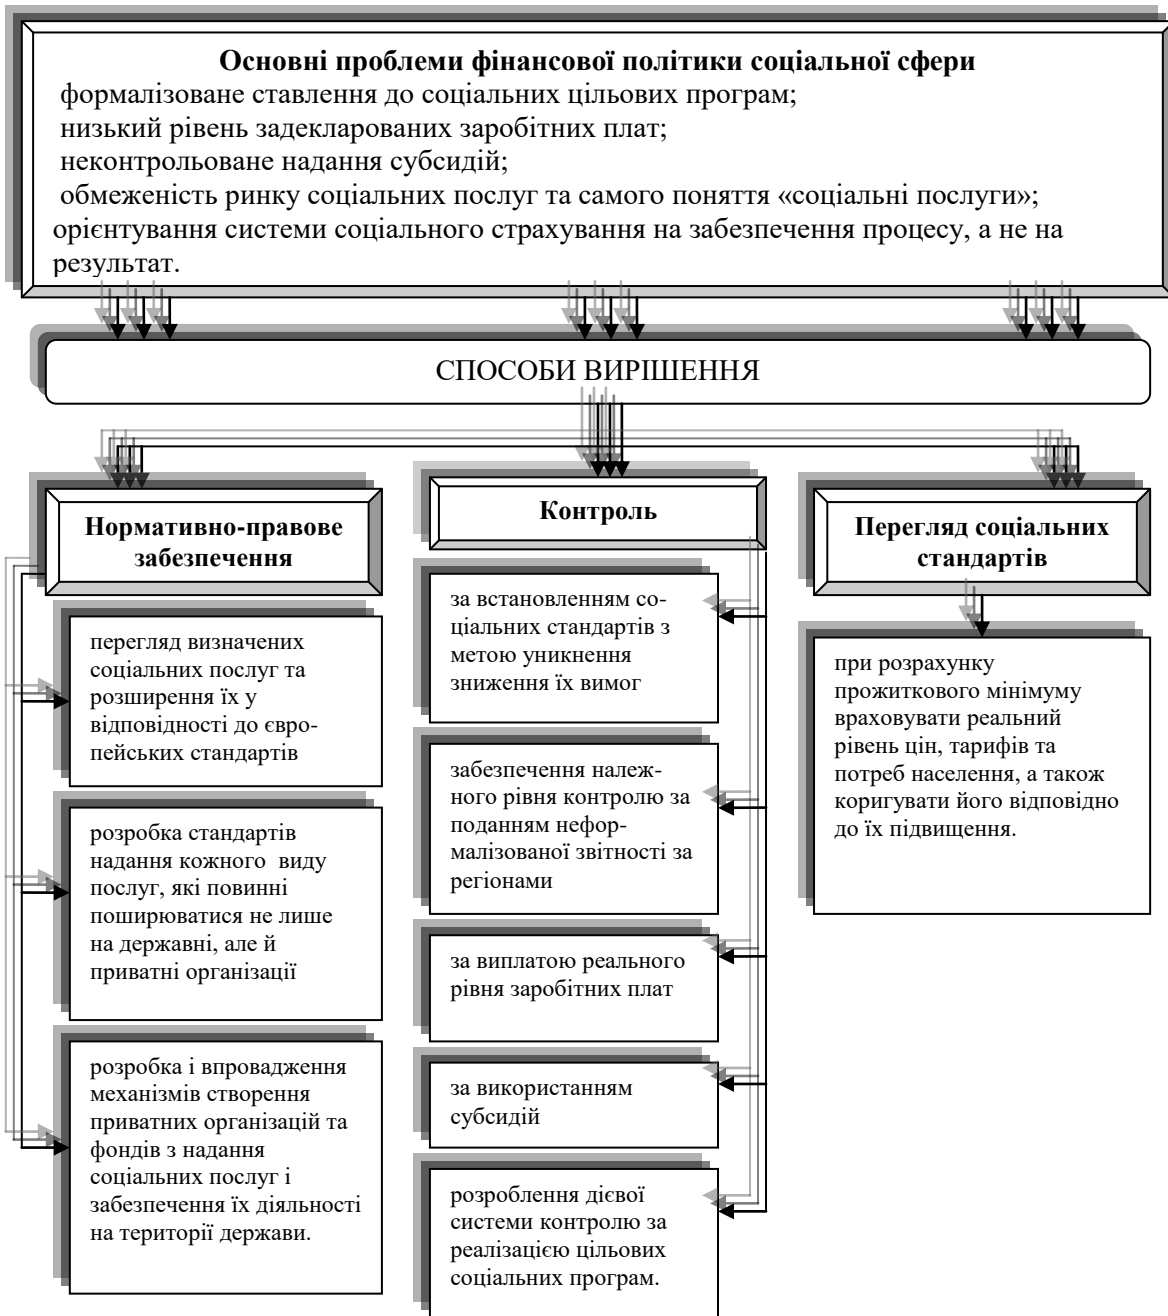 Основні проблеми фінансової політики соціальної сфери
формалізоване ставлення до соціальних цільових програм;
низький рівень задекларованих заробітних плат;
неконтрольоване надання субсидій;
обмеженість ринку соціальних послуг та самого поняття «соціальні послуги»;
орієнтування системи соціального страхування на забезпечення процесу, а не на
результат.
СПОСОБИ ВИРІШЕННЯ
Нормативно-правове
забезпечення
перегляд визначених
соціальних послуг та
розширення їх у
відповідності до євро-
пейських стандартів
розробка стандартів
надання кожного виду
послуг, які повинні
поширюватися не лише
на державні, але й
приватні організації
розробка і впровадження
механізмів створення
приватних організацій та
фондів з надання
соціальних послуг і
забезпечення їх діяльності
на території держави.
Контроль
за встановленням со-
ціальних стандартів з
метою уникнення
зниження їх вимог
забезпечення належ-
ного рівня контролю за
поданням нефор-
малізованої звітності за
регіонами
за виплатою реального
рівня заробітних плат
за використанням
субсидій
розроблення дієвої
системи контролю за
реалізацією цільових
соціальних програм.
Перегляд соціальних
стандартів
при розрахунку
прожиткового мінімуму
враховувати реальний
рівень цін, тарифів та
потреб населення, а також
коригувати його відповідно
до їх підвищення.